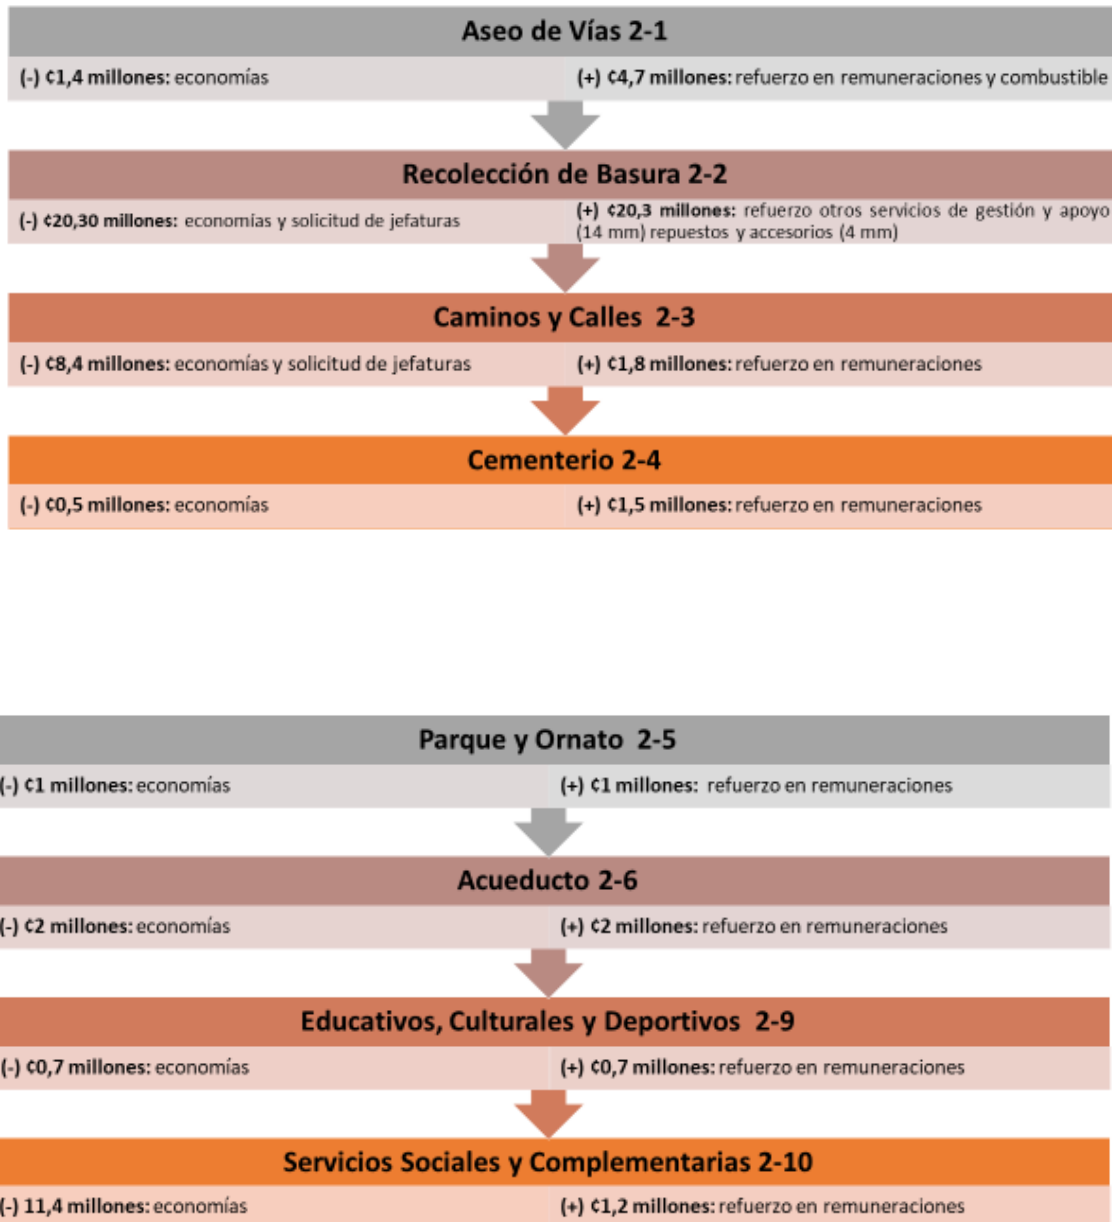 Aseo de Vías 2-1
(-) ¢1,4 millones: economías
(+) ¢4,7 millones: refuerzo en remuneraciones y combustible
Recolección de Basura 2-2
(-) ¢20,30 millones: economías y solicitud de jefaturas
(+) ¢20,3 millones: refuerzo otros servicios de gestión y apoyo
(14 mm) repuestos y accesorios (4 mm)
Caminos y Calles 2-3
(-) ¢8,4 millones: economías y solicitud de jefaturas
(+) ¢1,8 millones: refuerzo en remuneraciones
Cementerio 2-4
(-) ¢0,5 millones: economías
(+) ¢1,5 millones: refuerzo en remuneraciones
Parque y Ornato 2-5
(-) ¢1 millones: economías
(+) ¢1 millones: refuerzo en remuneraciones
Acueducto 2-6
(-) ¢2 millones: economías
(+) ¢2 millones: refuerzo en remuneraciones
Educativos, Culturales y Deportivos 2-9
(-) ¢0,7 millones: economías
(+) ¢0,7 millones: refuerzo en remuneraciones
Servicios Sociales y Complementarias 2-10
(-) 11,4 millones: economías
(+) ¢1,2 millones: refuerzo en remuneraciones